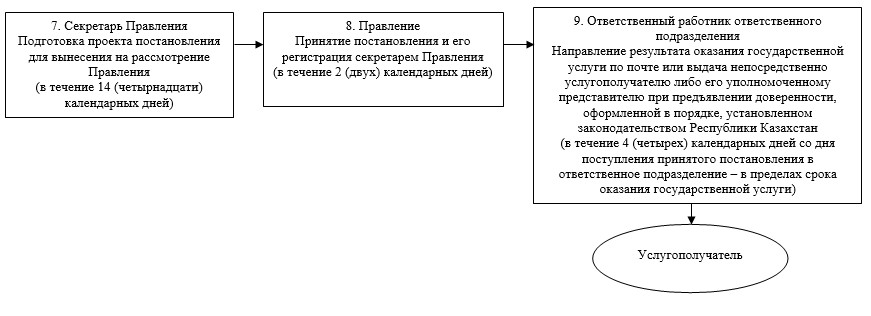 7. Секретарь Правления
Подготовка проекта постановления
для вынесения на рассмотрение
Правления
(в течение 14 (четырнадцати)
календарных дней)
8. Правление
Принятие постановления и его
регистрация секретарем Правления
(в течение 2 (двух) календарных дней)
9. Ответственный работник ответственного
подразделения
Направление результата оказания государственной
услуги по почте или выдача непосредственно
услугополучателю либо его уполномоченному
представителю при предъявлении доверенности,
оформленной в порядке, установленном
законодательством Республики Казахстан
(в течение 4 (четырех) календарных дней со дня
поступления принятого постановления в
ответственное подразделение – в пределах срока
оказания государственной услуги)
Услугополучатель